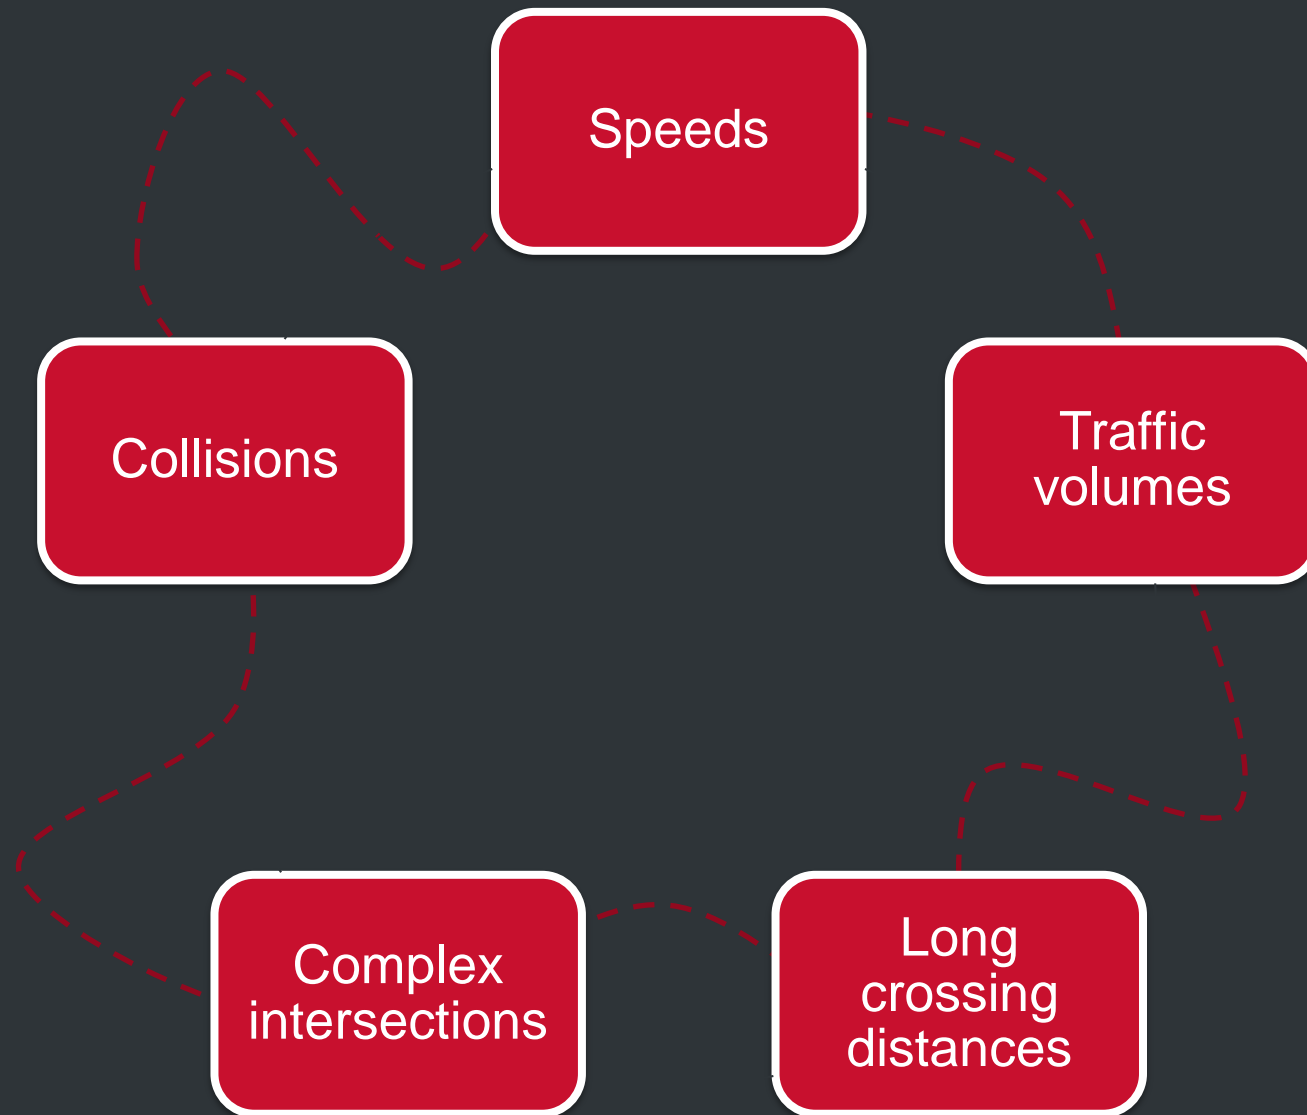 Speeds
Traffic
volumes
Long
crossing
distances
Complex
intersections
Collisions